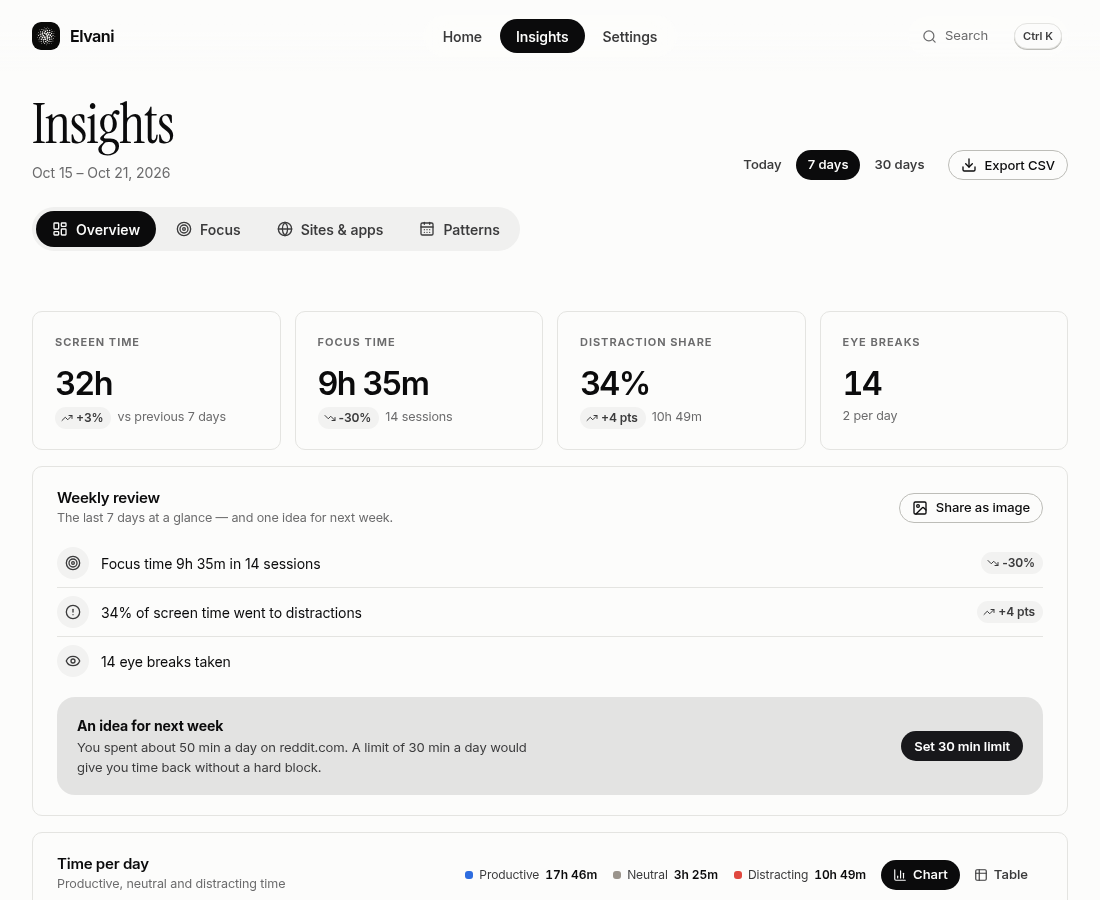 Elvani
Home
Insights
Settings
Search
Ctrl K
Insights
Oct 15 – Oct 21, 2026
Today
7 days
30 days
Export CSV
Overview
Focus
Sites & apps
Patterns
SCREEN TIME
32h
+3% vs previous 7 days
FOCUS TIME
9h 35m
-30% 14 sessions
DISTRACTION SHARE
34%
+4 pts 10h 49m
EYE BREAKS
14
2 per day
Weekly review
The last 7 days at a glance — and one idea for next week.
Share as image
Focus time 9h 35m in 14 sessions
-30%
34% of screen time went to distractions
+4 pts
14 eye breaks taken
An idea for next week
You spent about 50 min a day on reddit.com. A limit of 30 min a day would
give you time back without a hard block.
Set 30 min limit
Time per day
Productive, neutral and distracting time
Productive 17h 46m
Neutral 3h 25m
Distracting 10h 49m
Chart
Table